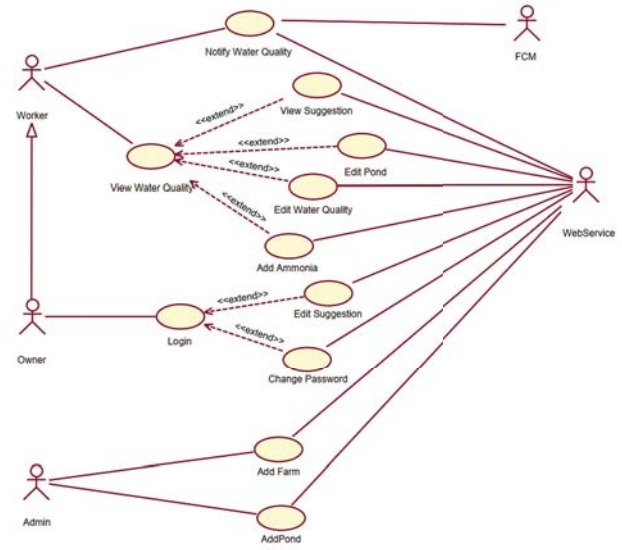 Notify Water Quality
FCM
Worker
<<extend>>
View Suggestion
<<extend>>
Edit Pond
View Water Quality
<<extend>>
Edit Water Quality
WebService
<<extend>>
Add Ammonia
<<extend>>
Edit Suggestion
Owner
Login
<<extend>>
Change Password
Add Farm
Admin
AddPond